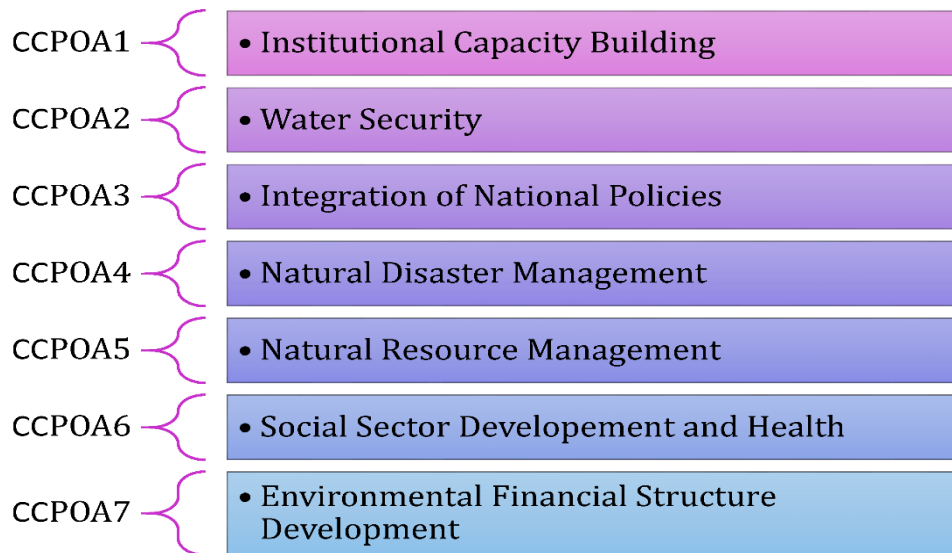 CCPOA1 • Institutional Capacity Building
CCPOA2 • Water Security
CCPOA3 • Integration of National Policies
CCPOA4 • Natural Disaster Management
CCPOA5 • Natural Resource Management
CCPOA6 • Social Sector Developement and Health
CCPOA7 • Environmental Financial Structure
Development